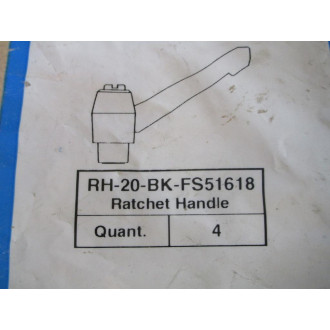 RH-20-BK-FS51618
Ratchet Handle
Quant. 4